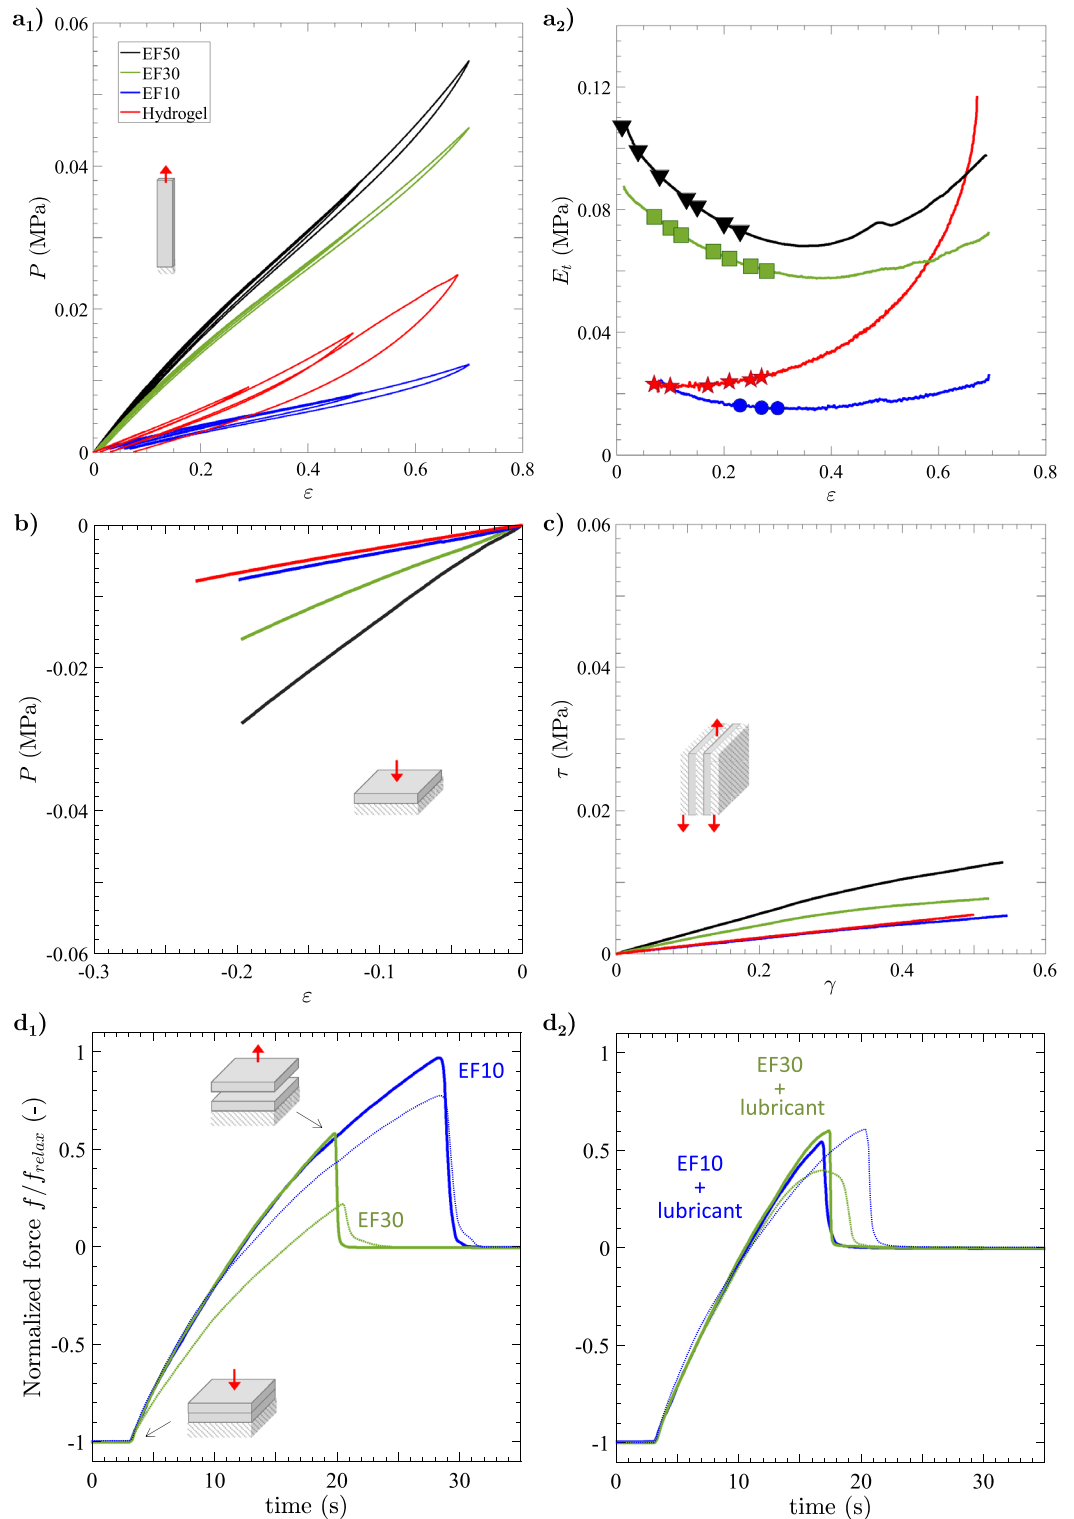 a₁)
0.06
0.04
0.02
0
P (MPa)
EF50
EF30
EF10
Hydrogel
0 0.2 0.4 0.6 0.8
ε
a₂)
0.12
0.08
0.04
0
Eₜ (MPa)
0 0.2 0.4 0.6 0.8
ε
b)
0
-0.02
-0.04
-0.06
P (MPa)
-0.3 -0.2 -0.1 0
ε
c)
0.06
0.04
0.02
0
τ (MPa)
0 0.2 0.4 0.6
γ
d₁)
1
0.5
0
-0.5
-1
Normalized force f/f_relax (-)
EF10
EF30
0 10 20 30
time (s)
d₂)
1
0.5
0
-0.5
-1
EF30
+
lubricant
EF10
+
lubricant
0 10 20 30
time (s)